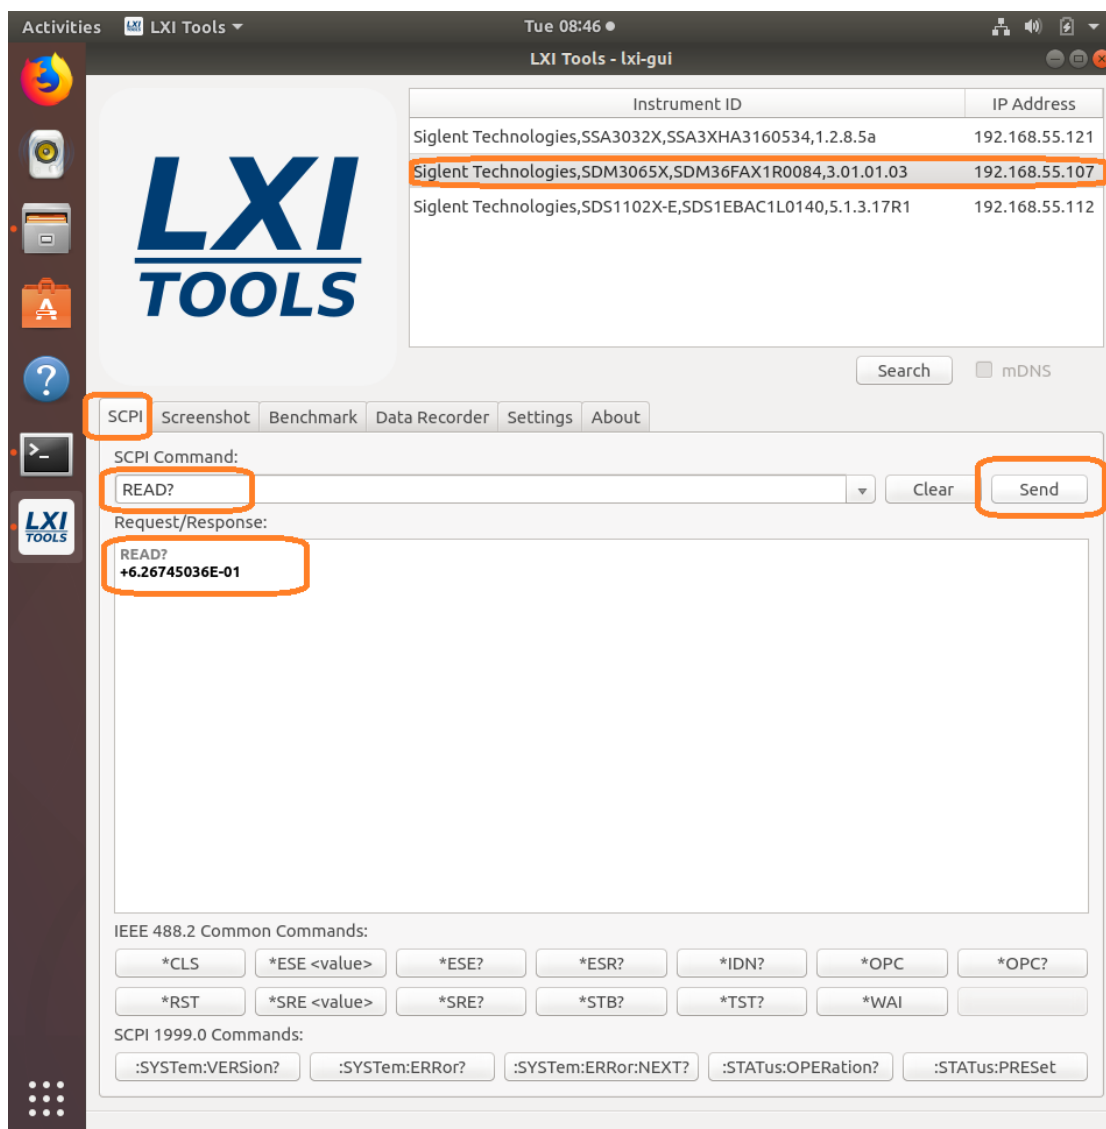 Activities LXI Tools Tue 08:46
LXI Tools - lxi-gui
LXI
TOOLS
Instrument ID IP Address
Siglent Technologies,SSA3032X,SSA3XHA3160534,1.2.8.5a 192.168.55.121
Siglent Technologies,SDM3065X,SDM36FAX1R0084,3.01.01.03 192.168.55.107
Siglent Technologies,SDS1102X-E,SDS1EBAC1L0140,5.1.3.17R1 192.168.55.112
Search mDNS
SCPI Screenshot Benchmark Data Recorder Settings About
SCPI Command:
READ? Clear Send
Request/Response:
READ?
+6.26745036E-01
LXI
TOOLS
IEEE 488.2 Common Commands:
*CLS *ESE <value> *ESE? *ESR? *IDN? *OPC *OPC?
*RST *SRE <value> *SRE? *STB? *TST? *WAI
SCPI 1999.0 Commands:
:SYSTem:VERSion? :SYSTem:ERRor? :SYSTem:ERRor:NEXT? :STATus:OPERation? :STATus:PRESet